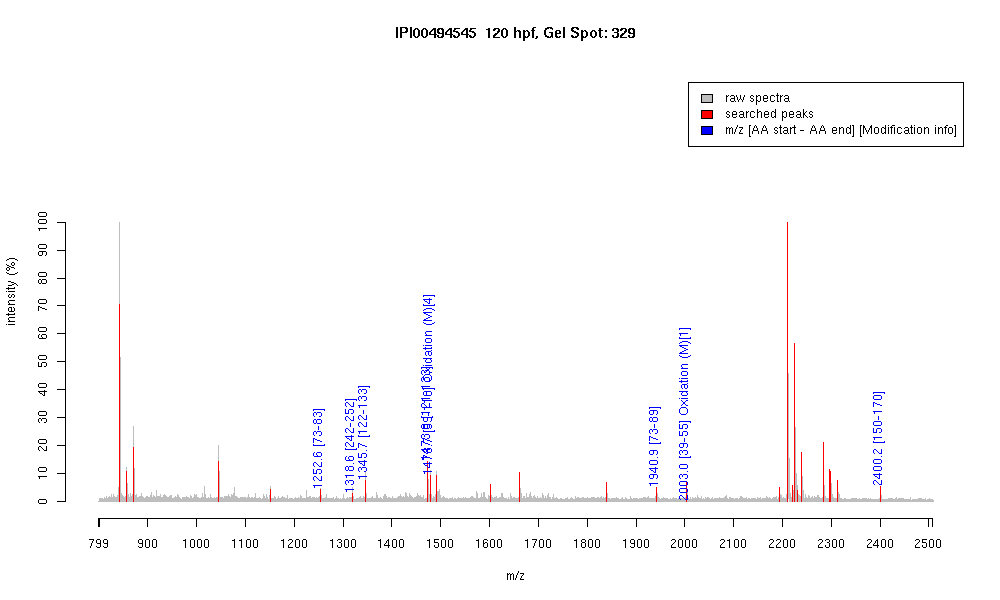 IPI00494545 120 hpf, Gel Spot: 329
raw spectra
searched peaks
m/z [AA start - AA end] [Modification info]
intensity (%)
100
90
80
70
60
50
40
30
20
10
0
1252.6 [73-83]
1318.6 [242-252]
1345.7 [122-133]
Oxidation (M)[4]
1940.9 [73-89]
2003.0 [39-55] Oxidation (M)[1]
2400.2 [150-170]
799 900 1000 1100 1200 1300 1400 1500 1600 1700 1800 1900 2000 2100 2200 2300 2400 2500
m/z